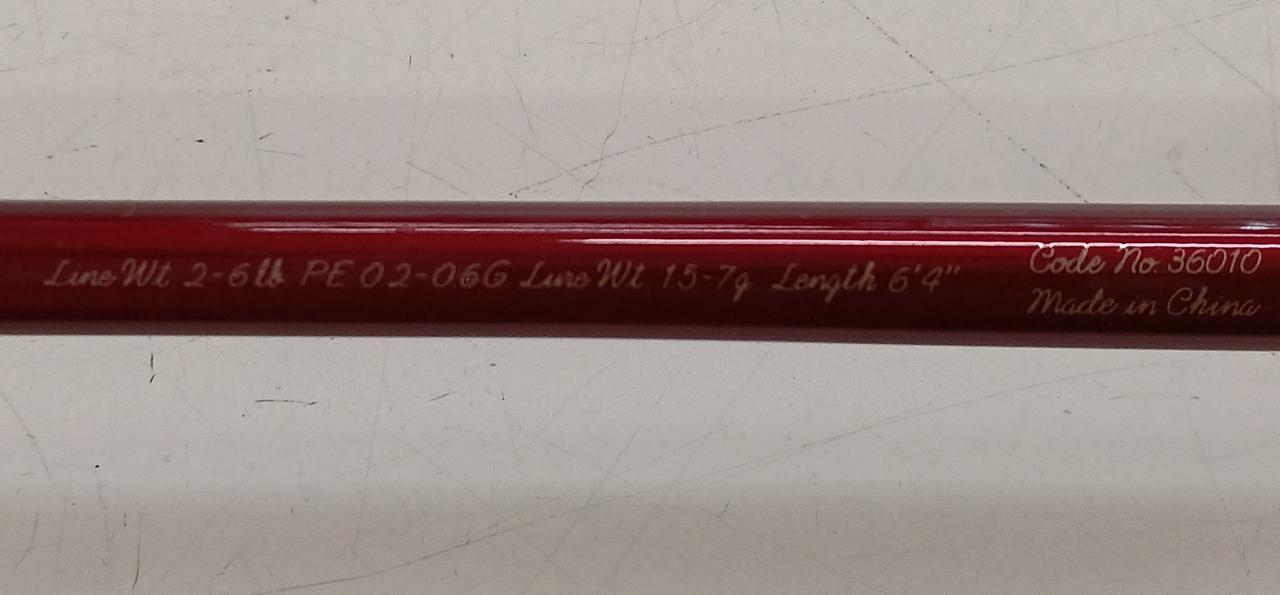 Line Wt. 2-6lb PE 0.2-0.6G Lure Wt. 1.5-7g Length 6'4"
Code No. 36010
Made in China